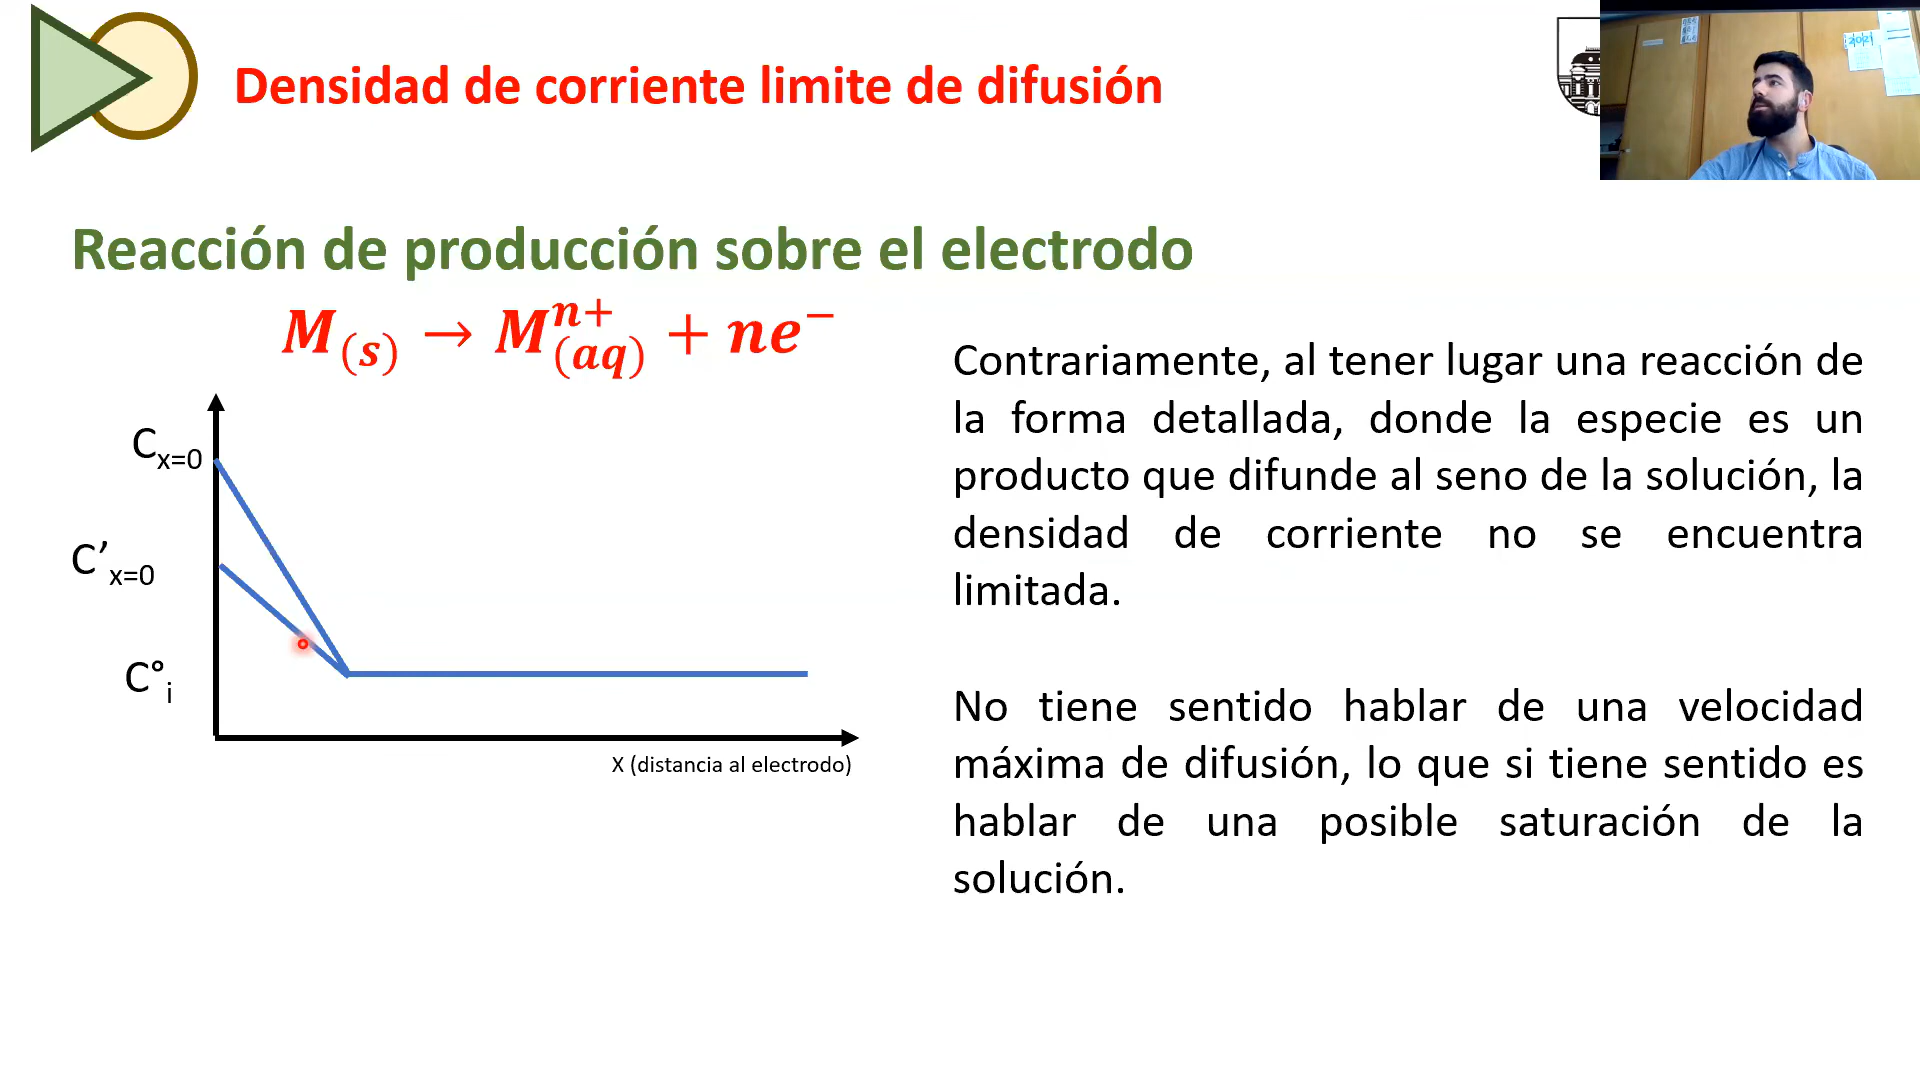 Densidad de corriente limite de difusión
2021
Reacción de producción sobre el electrodo
M(s) → M(aq)^n+ + ne−
Contrariamente, al tener lugar una reacción de
la forma detallada, donde la especie es un
producto que difunde al seno de la solución, la
densidad de corriente no se encuentra
limitada.
No tiene sentido hablar de una velocidad
máxima de difusión, lo que si tiene sentido es
hablar de una posible saturación de la
solución.
Cx=0
C’x=0
C°i
X (distancia al electrodo)